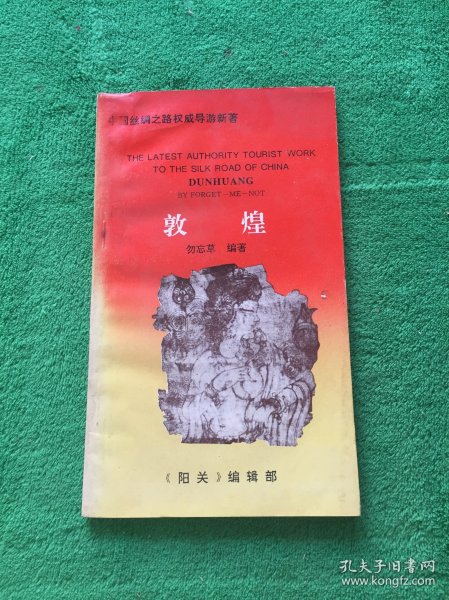 中国丝绸之路权威导游新著
THE LATEST AUTHORITY TOURIST WORK
TO THE SILK ROAD OF CHINA
DUNHUANG
BY FORGET-ME-NOT
敦 煌
勿忘草 编著
《阳关》编辑部
孔夫子旧书网
www.kongfz.com